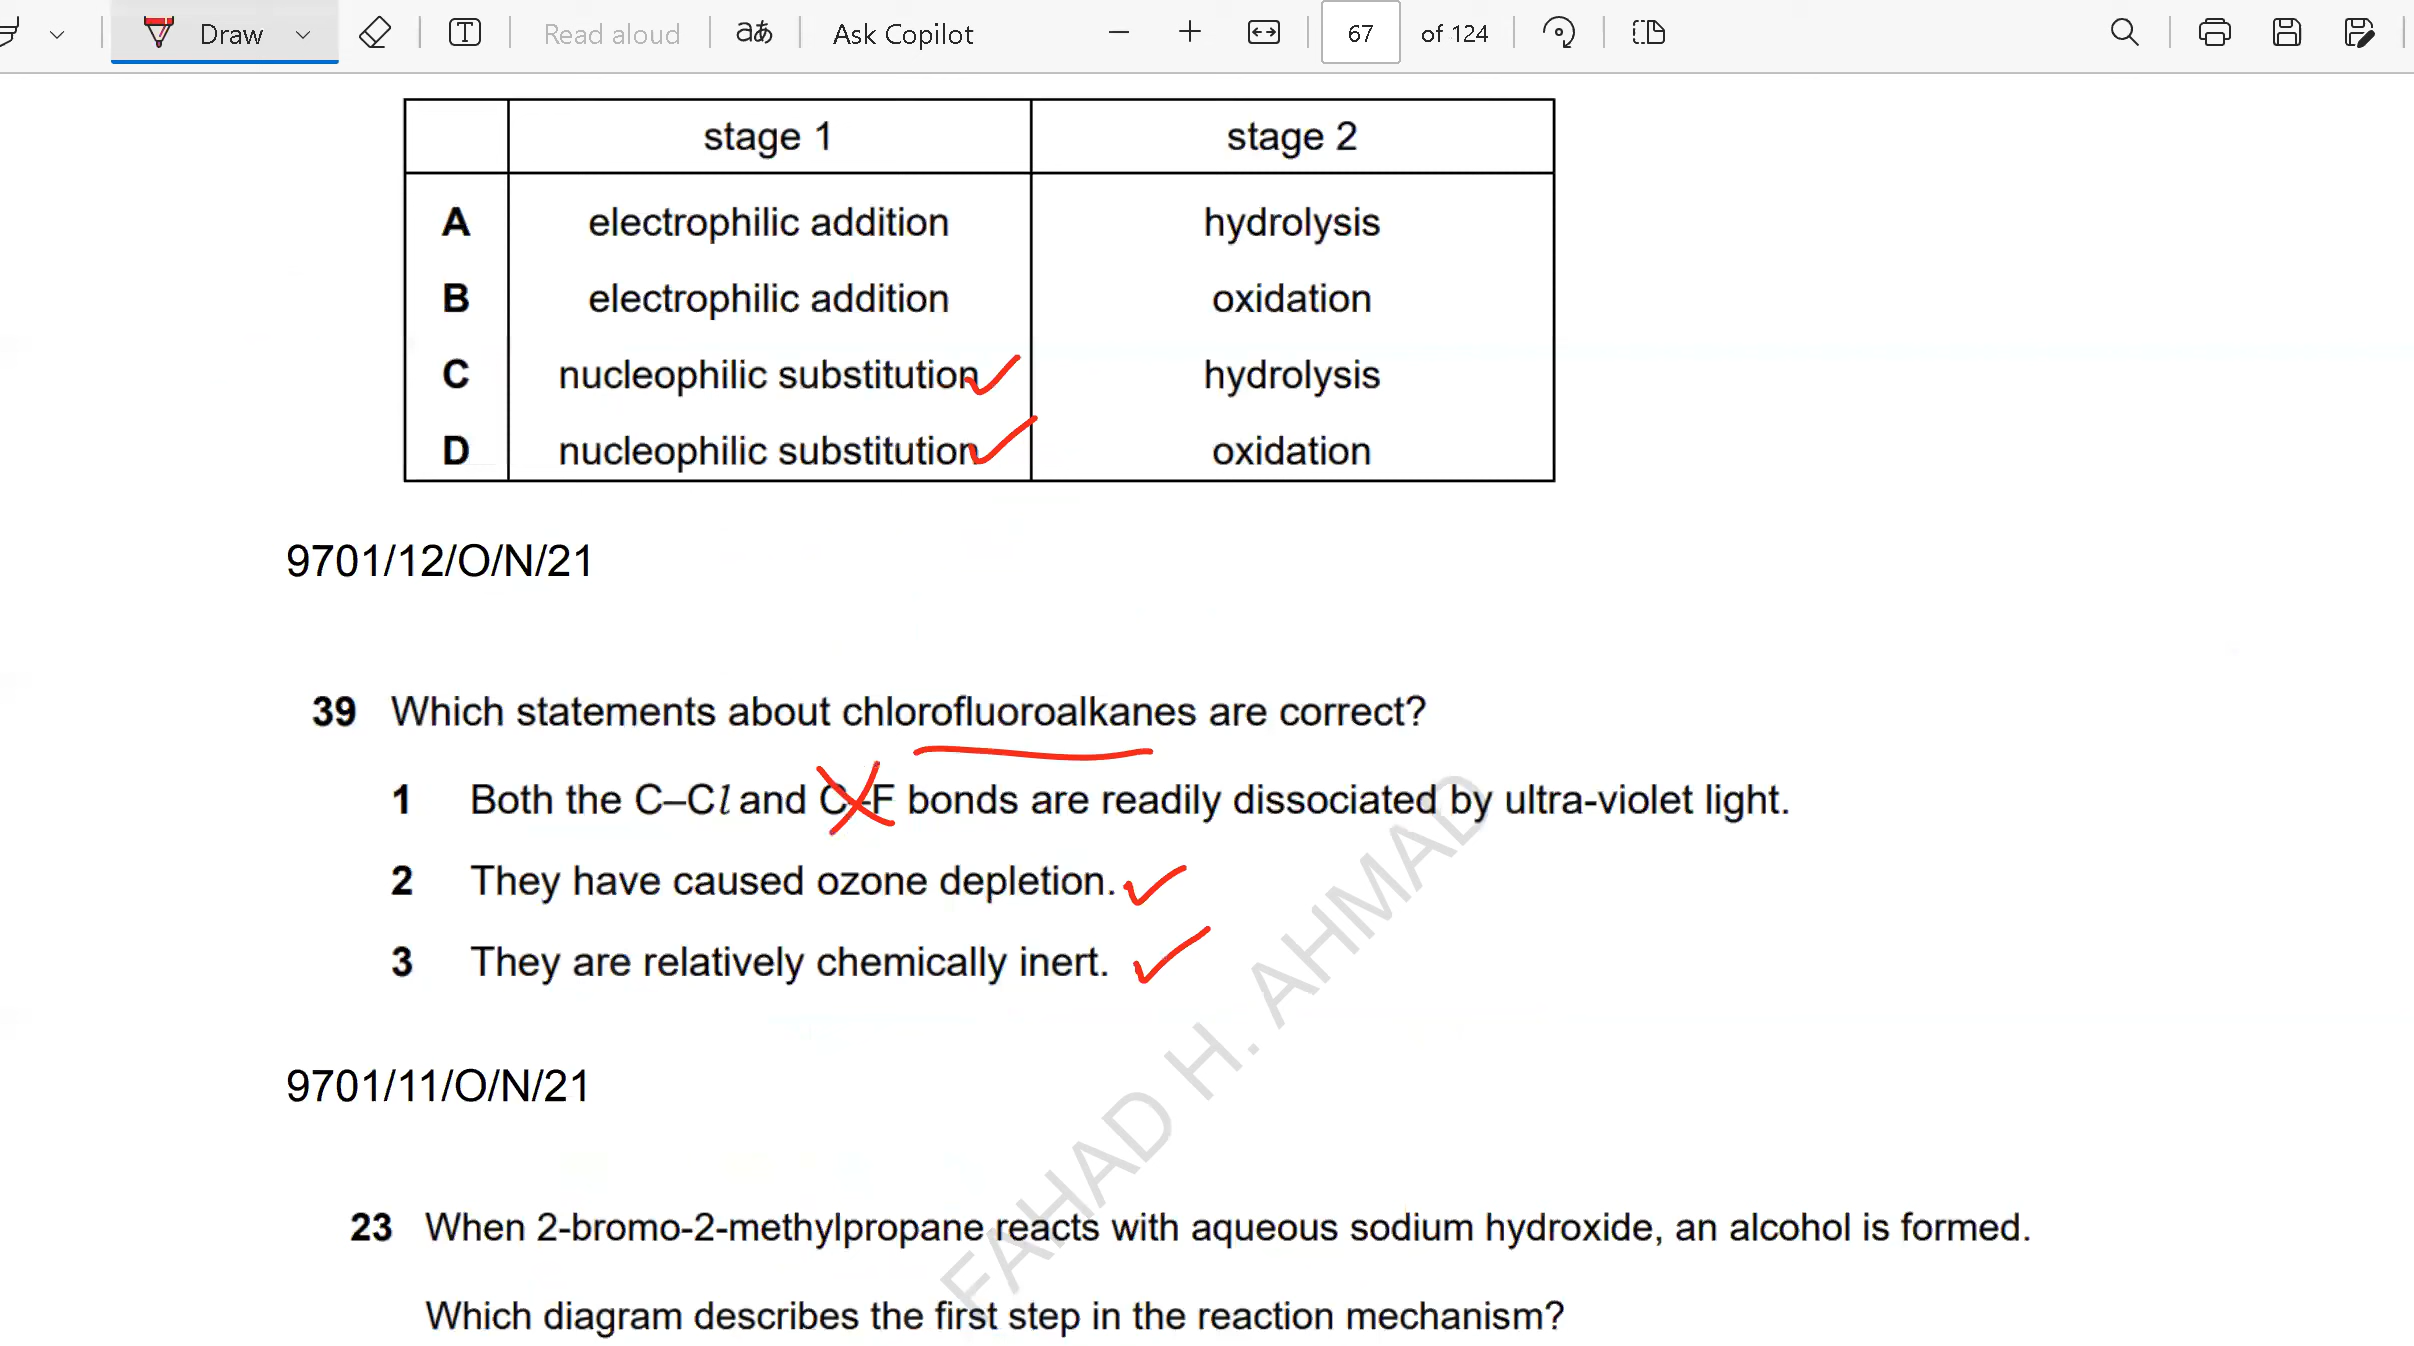 Draw
Read aloud
aあ
Ask Copilot
67 of 124
stage 1 stage 2
A electrophilic addition hydrolysis
B electrophilic addition oxidation
C nucleophilic substitution hydrolysis
D nucleophilic substitution oxidation
9701/12/O/N/21
39 Which statements about chlorofluoroalkanes are correct?
1 Both the C–Cl and C–F bonds are readily dissociated by ultra-violet light.
2 They have caused ozone depletion.
3 They are relatively chemically inert.
9701/11/O/N/21
FAHAD H. AHMAD
23 When 2-bromo-2-methylpropane reacts with aqueous sodium hydroxide, an alcohol is formed.
Which diagram describes the first step in the reaction mechanism?